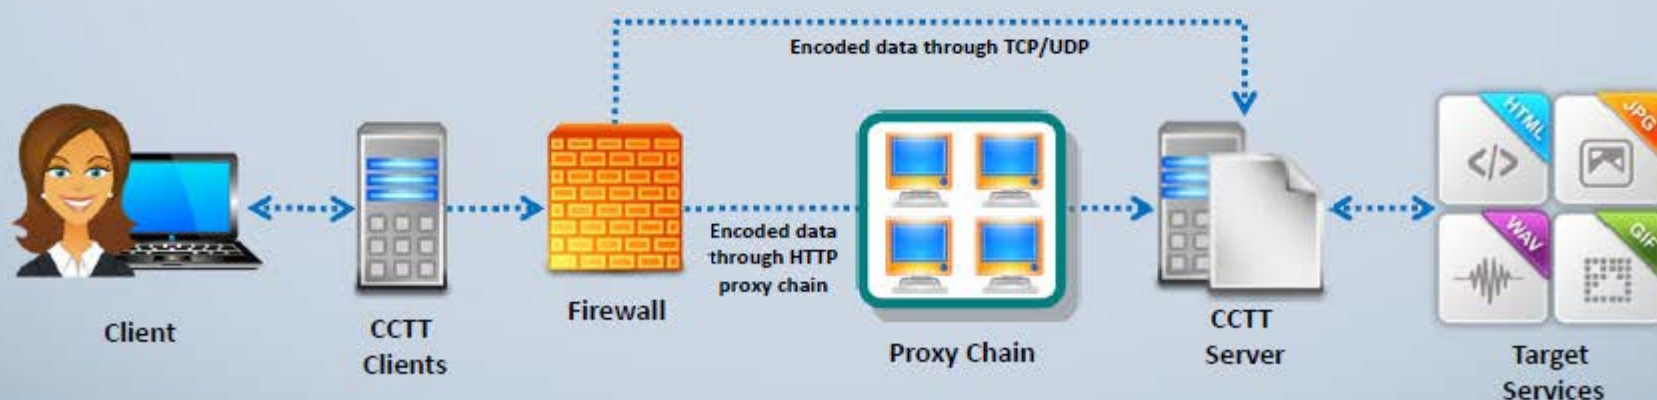 Encoded data through TCP/UDP
HTML
JPG
WAV
GIF
Encoded data
through HTTP
proxy chain
Client
CCTT
Clients
Firewall
Proxy Chain
CCTT
Server
Target
Services